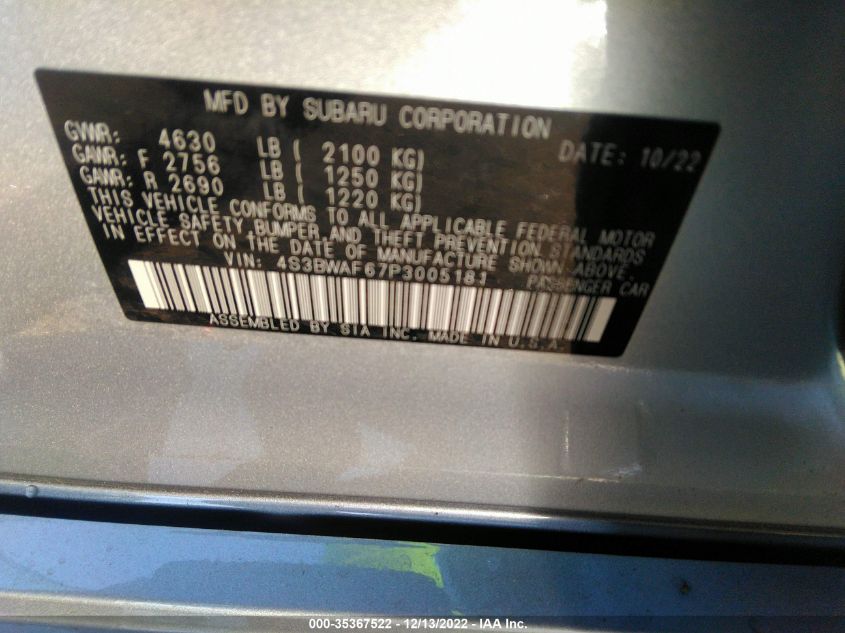 MFD BY SUBARU CORPORATION
GVWR: 4630 LB ( 2100 KG) DATE: 10/22
GAWR: F 2756 LB ( 1250 KG)
GAWR: R 2690 LB ( 1220 KG)
THIS VEHICLE CONFORMS TO ALL APPLICABLE FEDERAL MOTOR
VEHICLE SAFETY, BUMPER, AND THEFT PREVENTION STANDARDS
IN EFFECT ON THE DATE OF MANUFACTURE SHOWN ABOVE.
VIN: 4S3BWAF67P3005181 PASSENGER CAR
ASSEMBLED BY SIA INC. MADE IN U.S.A.
000-35367522 - 12/13/2022 - IAA Inc.